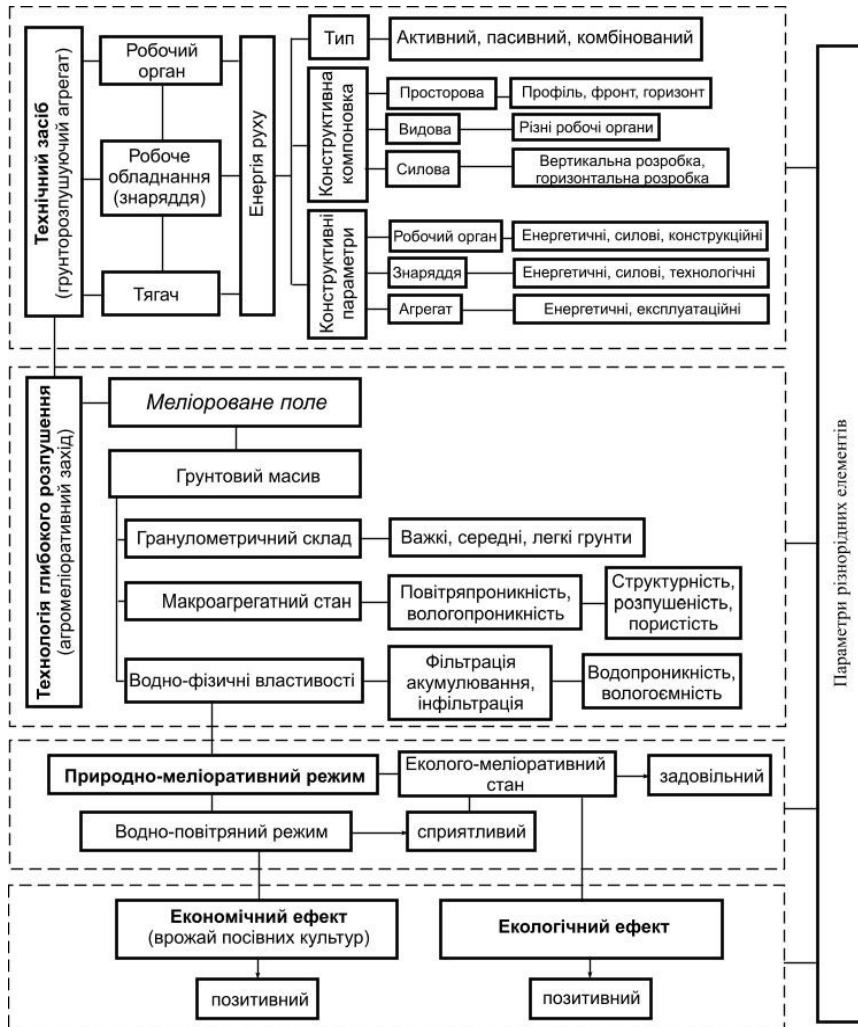 Технічний засіб
(грунторозпушуючий агрегат)
Робочий
орган
Робоче
обладнання
(знаряддя)
Тягач
Енергія руху
Тип
Активний, пасивний, комбінований
Конструктивна
компоновка
Просторова
Профіль, фронт, горизонт
Видова
Різні робочі органи
Силова
Вертикальна розробка,
горизонтальна розробка
Конструктивні
параметри
Робочий орган
Енергетичні, силові, конструкційні
Знаряддя
Енергетичні, силові, технологічні
Агрегат
Енергетичні, експлуатаційні
Технологія глибокого розпушення
(агромеліоративний захід)
Меліороване поле
Грунтовий масив
Гранулометричний склад
Важкі, середні, легкі грунти
Макроагрегатний стан
Повітряпроникність,
вологопроникність
Структурність,
розпушеність,
пористість
Водно-фізичні властивості
Фільтрація
акумулювання,
інфільтрація
Водопроникність,
вологоємність
Природно-меліоративний режим
Еколого-меліоративний
стан
задовільний
Водно-повітряний режим
сприятливий
Економічний ефект
(врожай посівних культур)
Екологічний ефект
позитивний
позитивний
Параметри різнорідних елементів